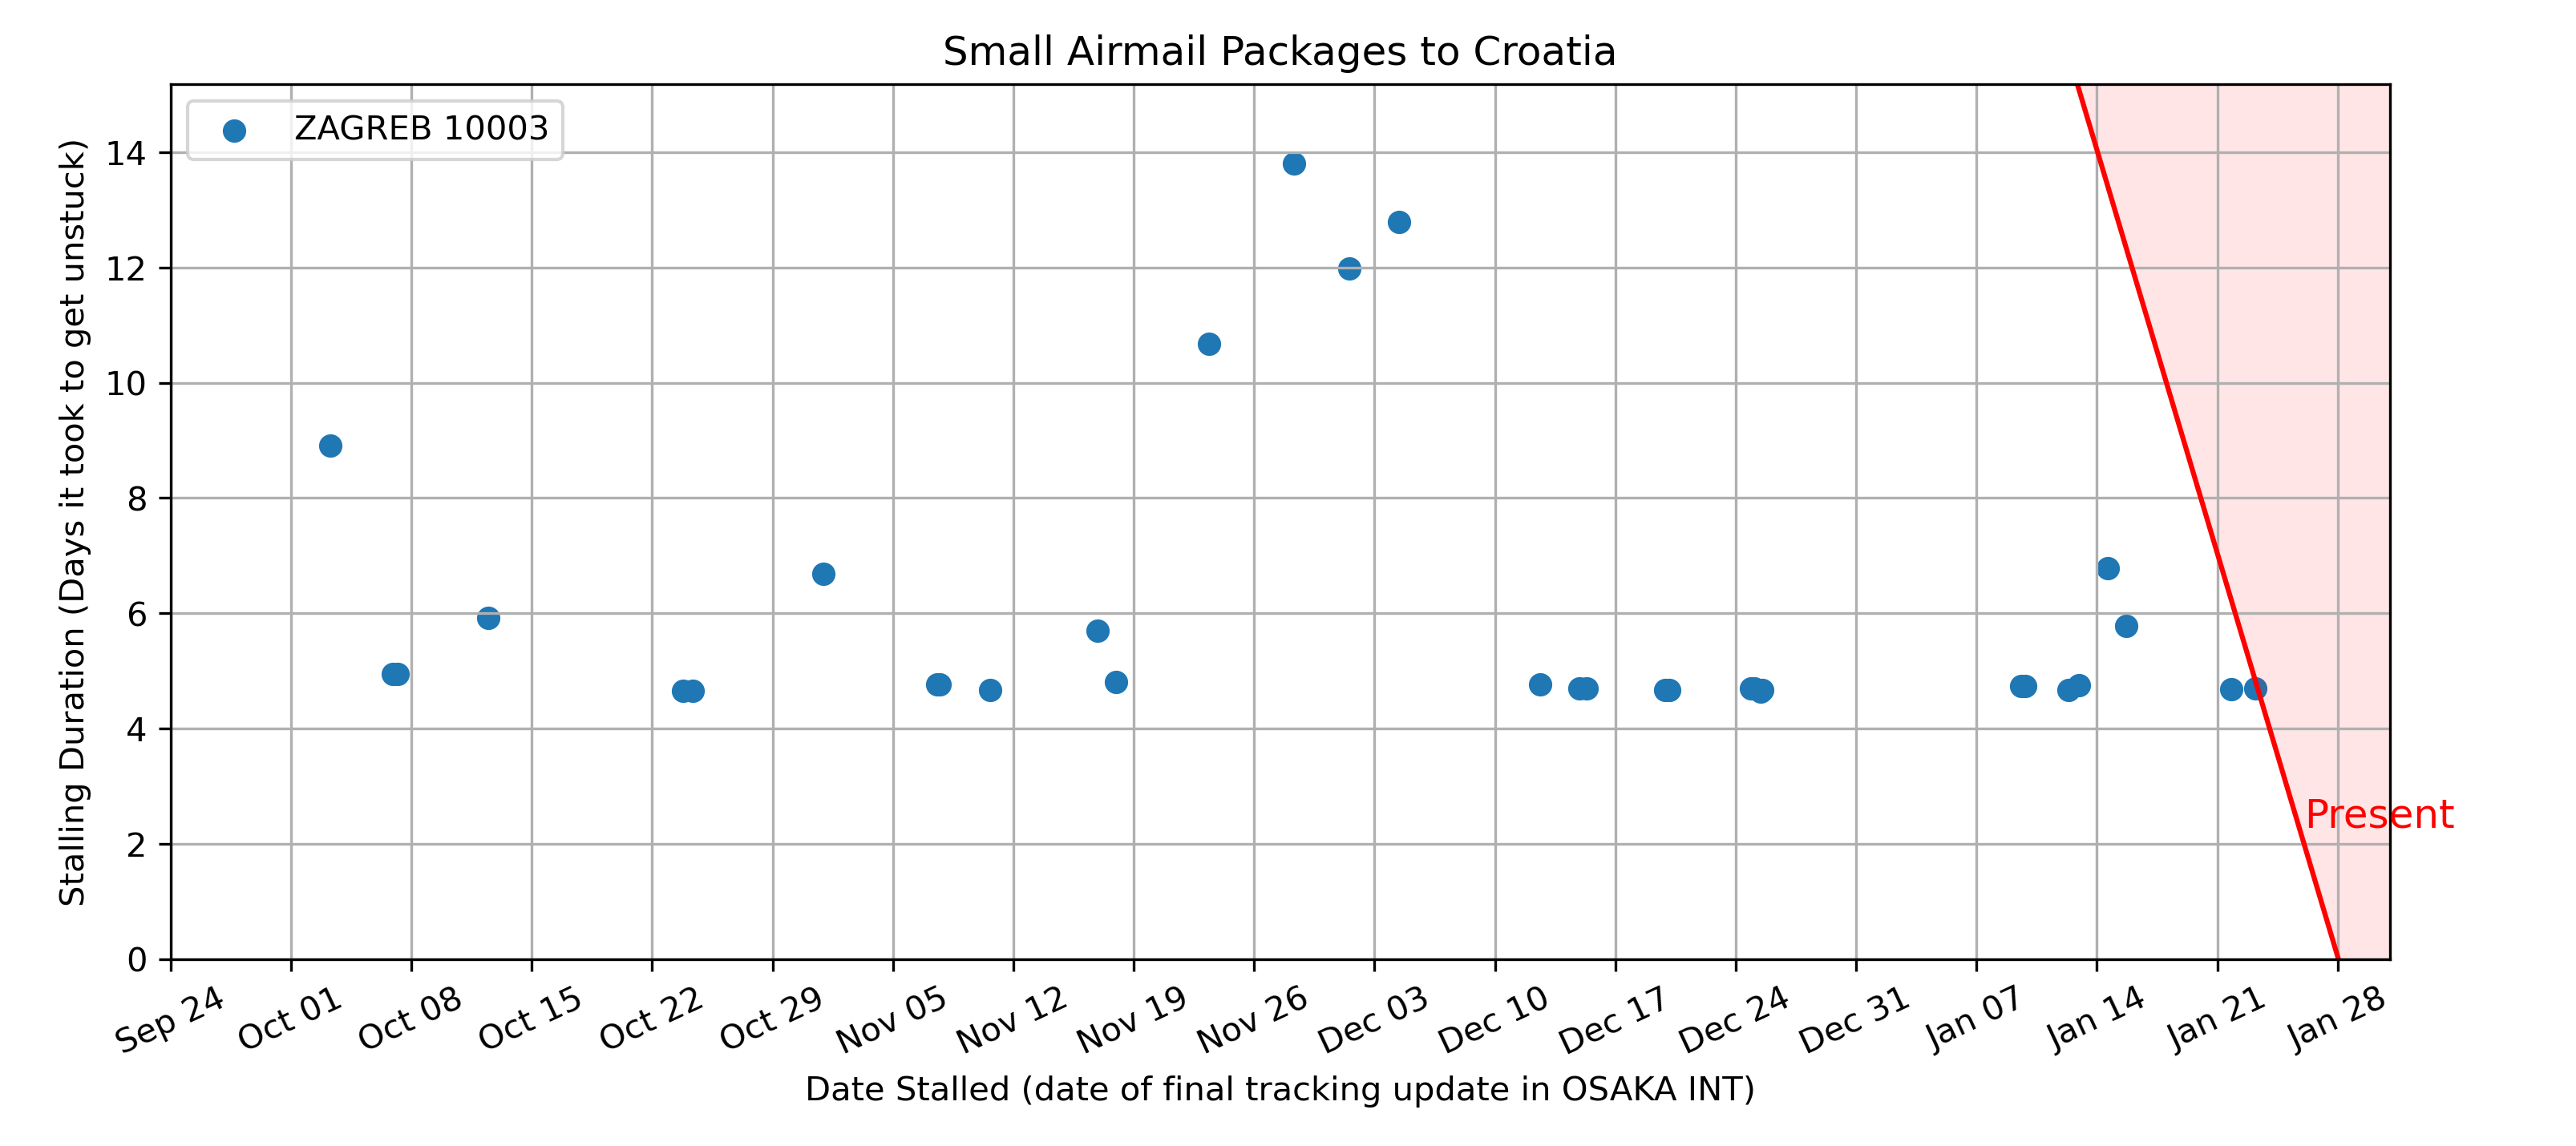 Small Airmail Packages to Croatia
ZAGREB 10003
Stalling Duration (Days it took to get unstuck)
14
12
10
8
6
4
2
0
Present
Sep 24
Oct 01
Oct 08
Oct 15
Oct 22
Oct 29
Nov 05
Nov 12
Nov 19
Nov 26
Dec 03
Dec 10
Dec 17
Dec 24
Dec 31
Jan 07
Jan 14
Jan 21
Jan 28
Date Stalled (date of final tracking update in OSAKA INT)